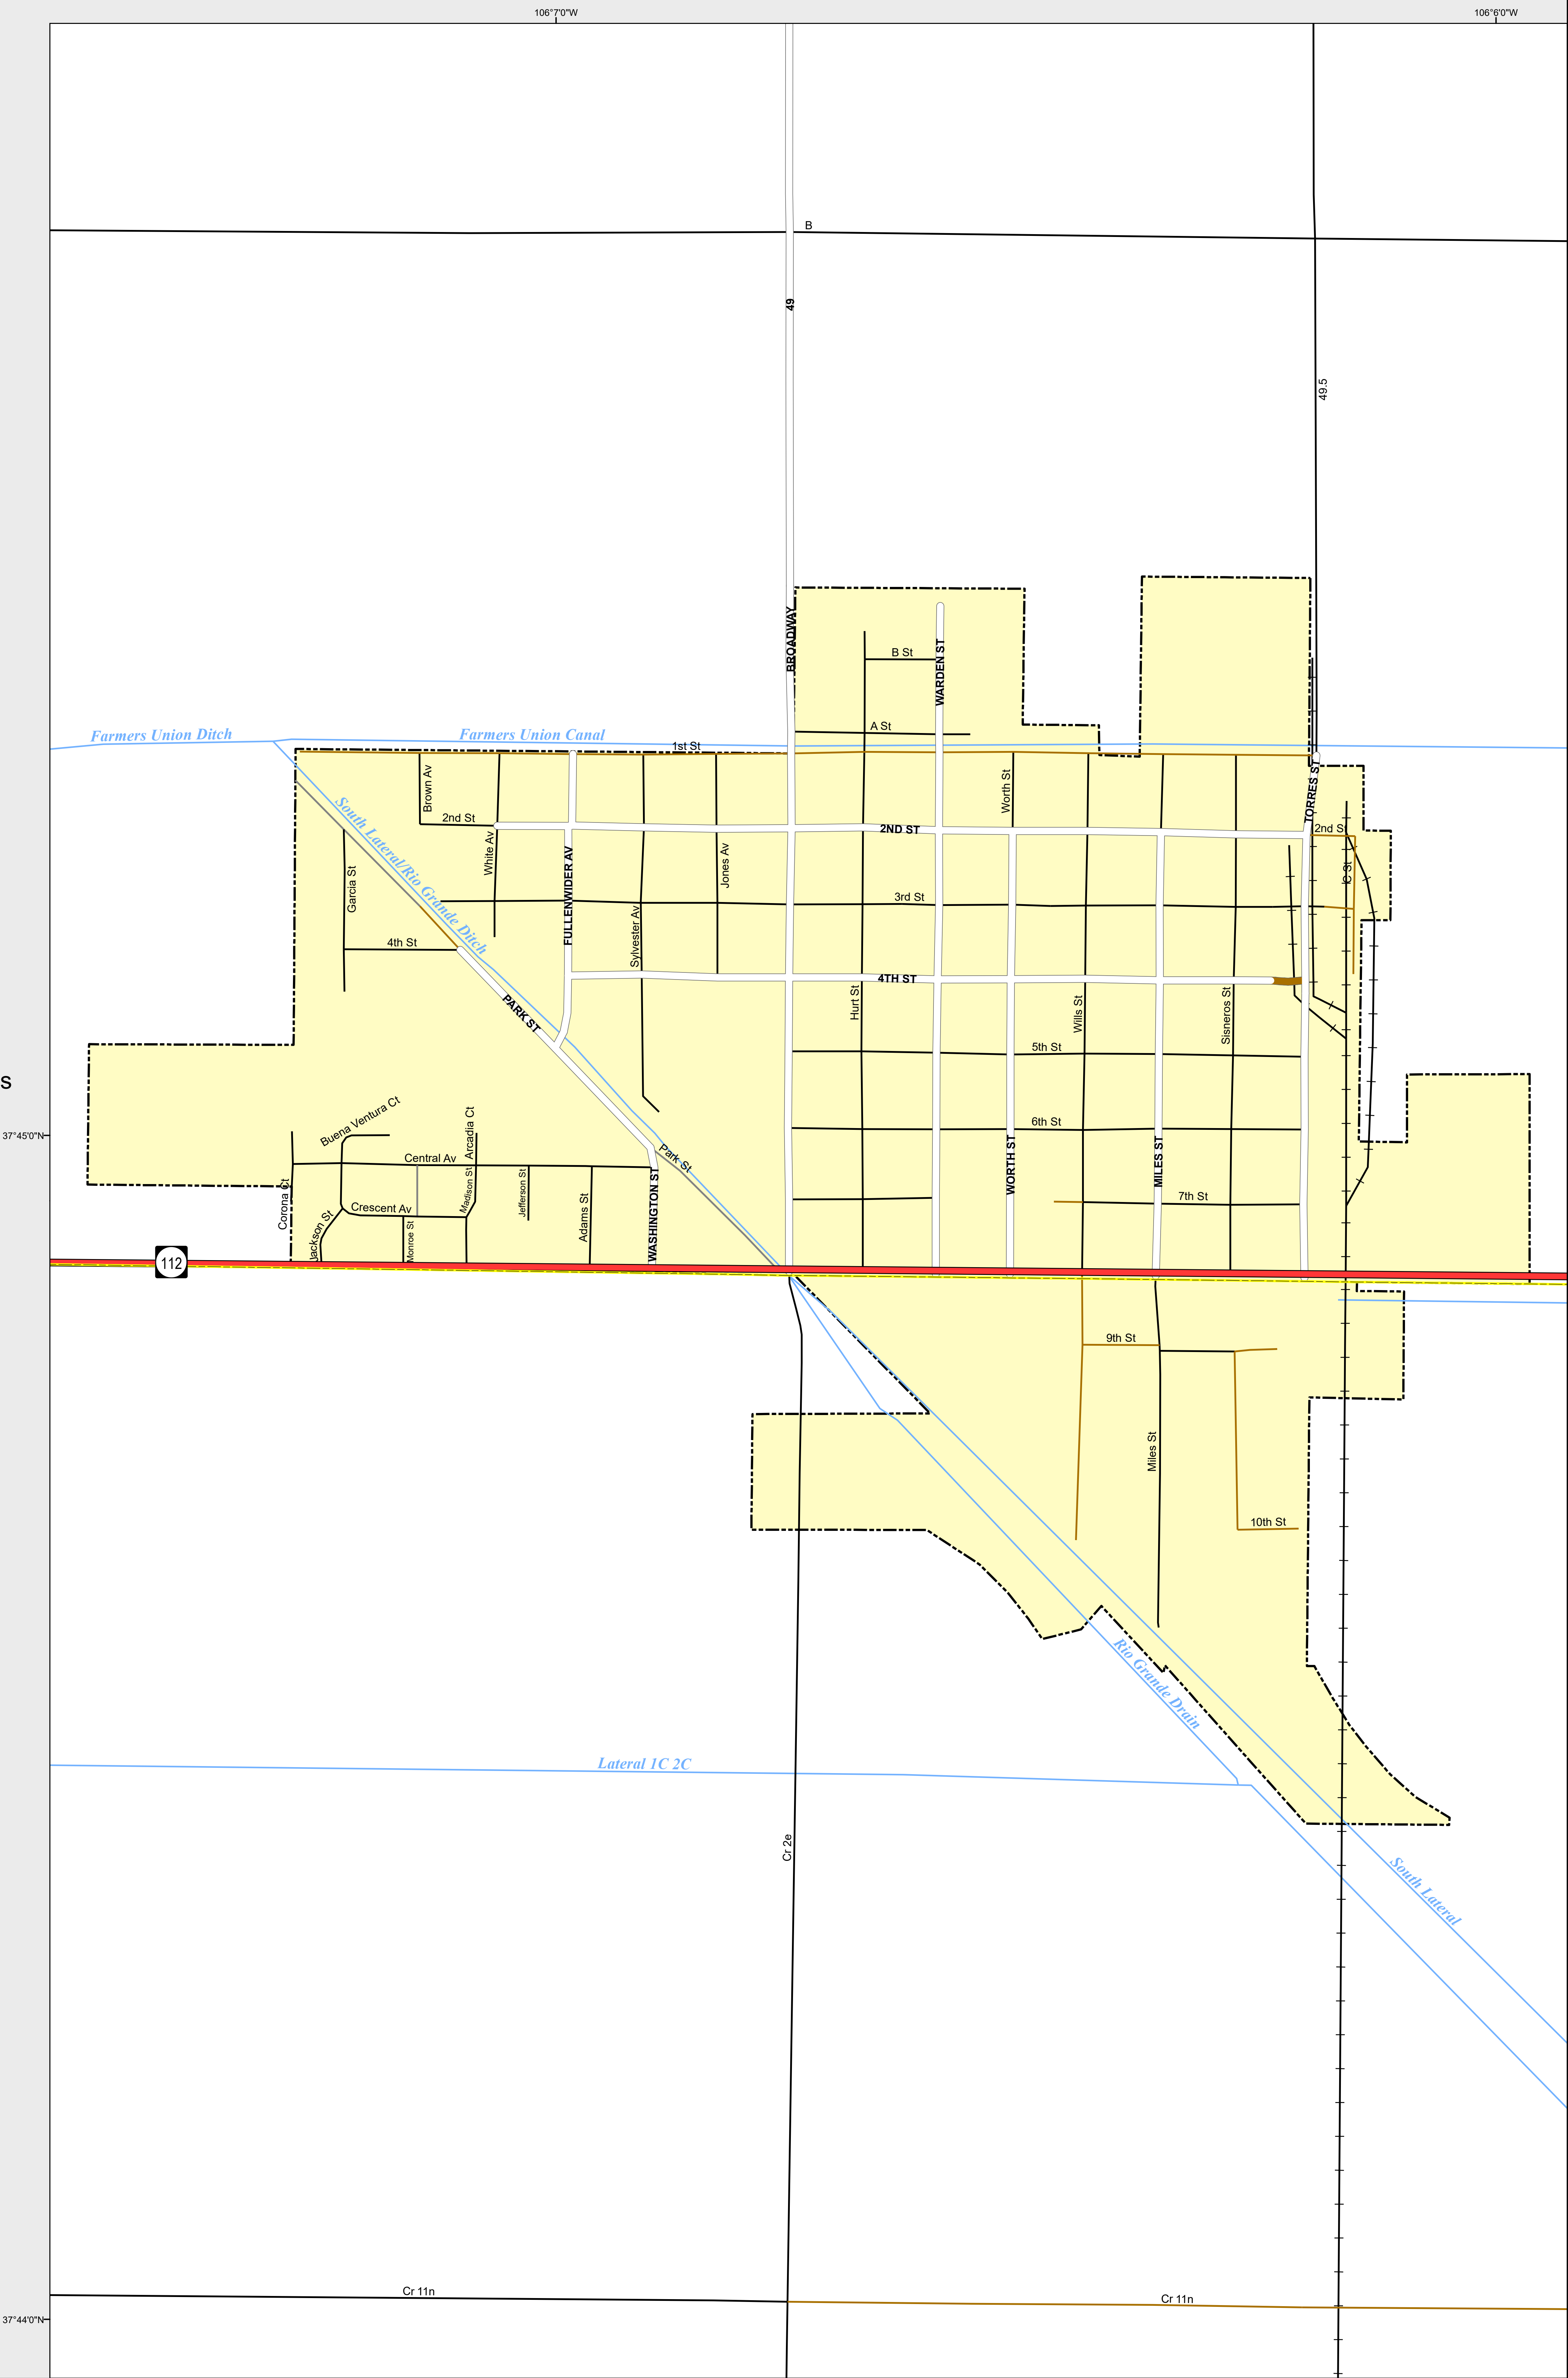 106°7'0"W
106°6'0"W
B
49
49.5
BROADWAY
B St
WARDEN ST
A St
Farmers Union Ditch
Farmers Union Canal
1st St
Brown Av
Worth St
TORRES ST
South Lateral/Rio Grande Ditch
2nd St
2ND ST
2nd St
White Av
Jones Av
C St
Garcia St
FULLENWIDER AV
3rd St
Sylvester Av
4th St
4TH ST
PARK ST
Hurt St
Wills St
Sisneros St
5th St
S
37°45'0"N
Buena Ventura Ct
Arcadia Ct
6th St
Central Av
Park St
WORTH ST
MILES ST
Corona Ct
Crescent Av
Madison St
Jefferson St
Adams St
WASHINGTON ST
7th St
Jackson St
Monroe St
112
9th St
Miles St
10th St
Rio Grande Drain
Lateral 1C 2C
Cr 2e
South Lateral
Cr 11n
Cr 11n
37°44'0"N